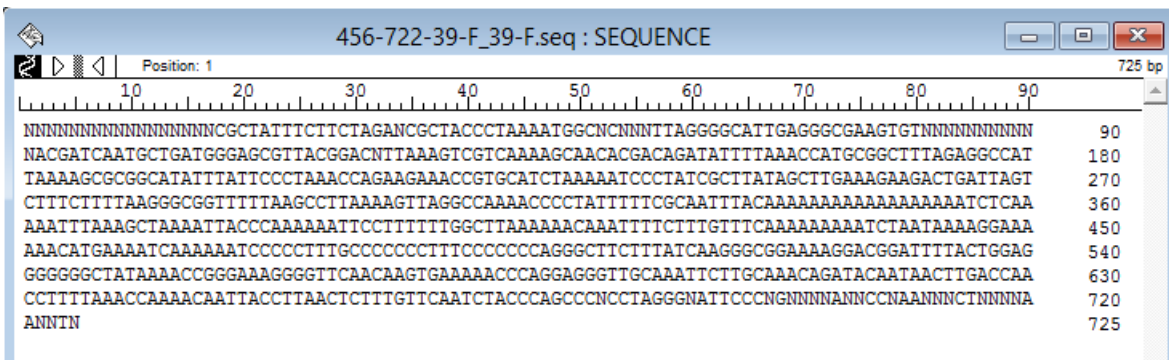 456-722-39-F_39-F.seq : SEQUENCE
Position: 1 725 bp
10 20 30 40 50 60 70 80 90
NNNNNNNNNNNNNNNNNCGCTATTTCTTCTAGANCGCTACCCTAAAATGGCNCNNNTTAGGGGCATTGAGGGCGAAGTGTNNNNNNNNNN 90
NACGATCAATGCTGATGGGAGCGTTACGGACNTTAAAGTCGTCAAAAGCAACACGACAGATATTTTAAACCATGCGGCTTTAGAGGCCAT 180
TAAAAGCGCGGCATATTTATTCCCTAAACCAGAAGAAACCGTGCATCTAAAAATCCCTATCGCTTATAGCTTGAAAGAAGACTGATTAGT 270
CTTTCTTTTAAGGGCGGTTTTTAAGCCTTAAAAGTTAGGCCAAAACCCCTATTTTTCGCAATTTACAAAAAAAAAAAAAAAAAATCTCAA 360
AAATTTAAAGCTAAAATTACCCAAAAAATTCCTTTTTTGGCTTAAAAAACAAATTTTCTTTGTTTCAAAAAAAAATCTAATAAAAGGAAA 450
AAACATGAAAATCAAAAAATCCCCCTTTGCCCCCCCTTTCCCCCCCAGGGCTTCTTTATCAAGGGCGGAAAAGGACGGATTTTACTGGAG 540
GGGGGGCTATAAAACCGGGAAAGGGGTTCAACAAGTGAAAAACCCAGGAGGGTTGCAAATTCTTGCAAACAGATACAATAACTTGACCAA 630
CCTTTTAAACCAAAACAATTACCTTAACTCTTTGTTCAATCTACCCAGCCCNCCTAGGGNATTCCCNGNNNNANNCCNAANNNCTNNNNA 720
ANNTN 725